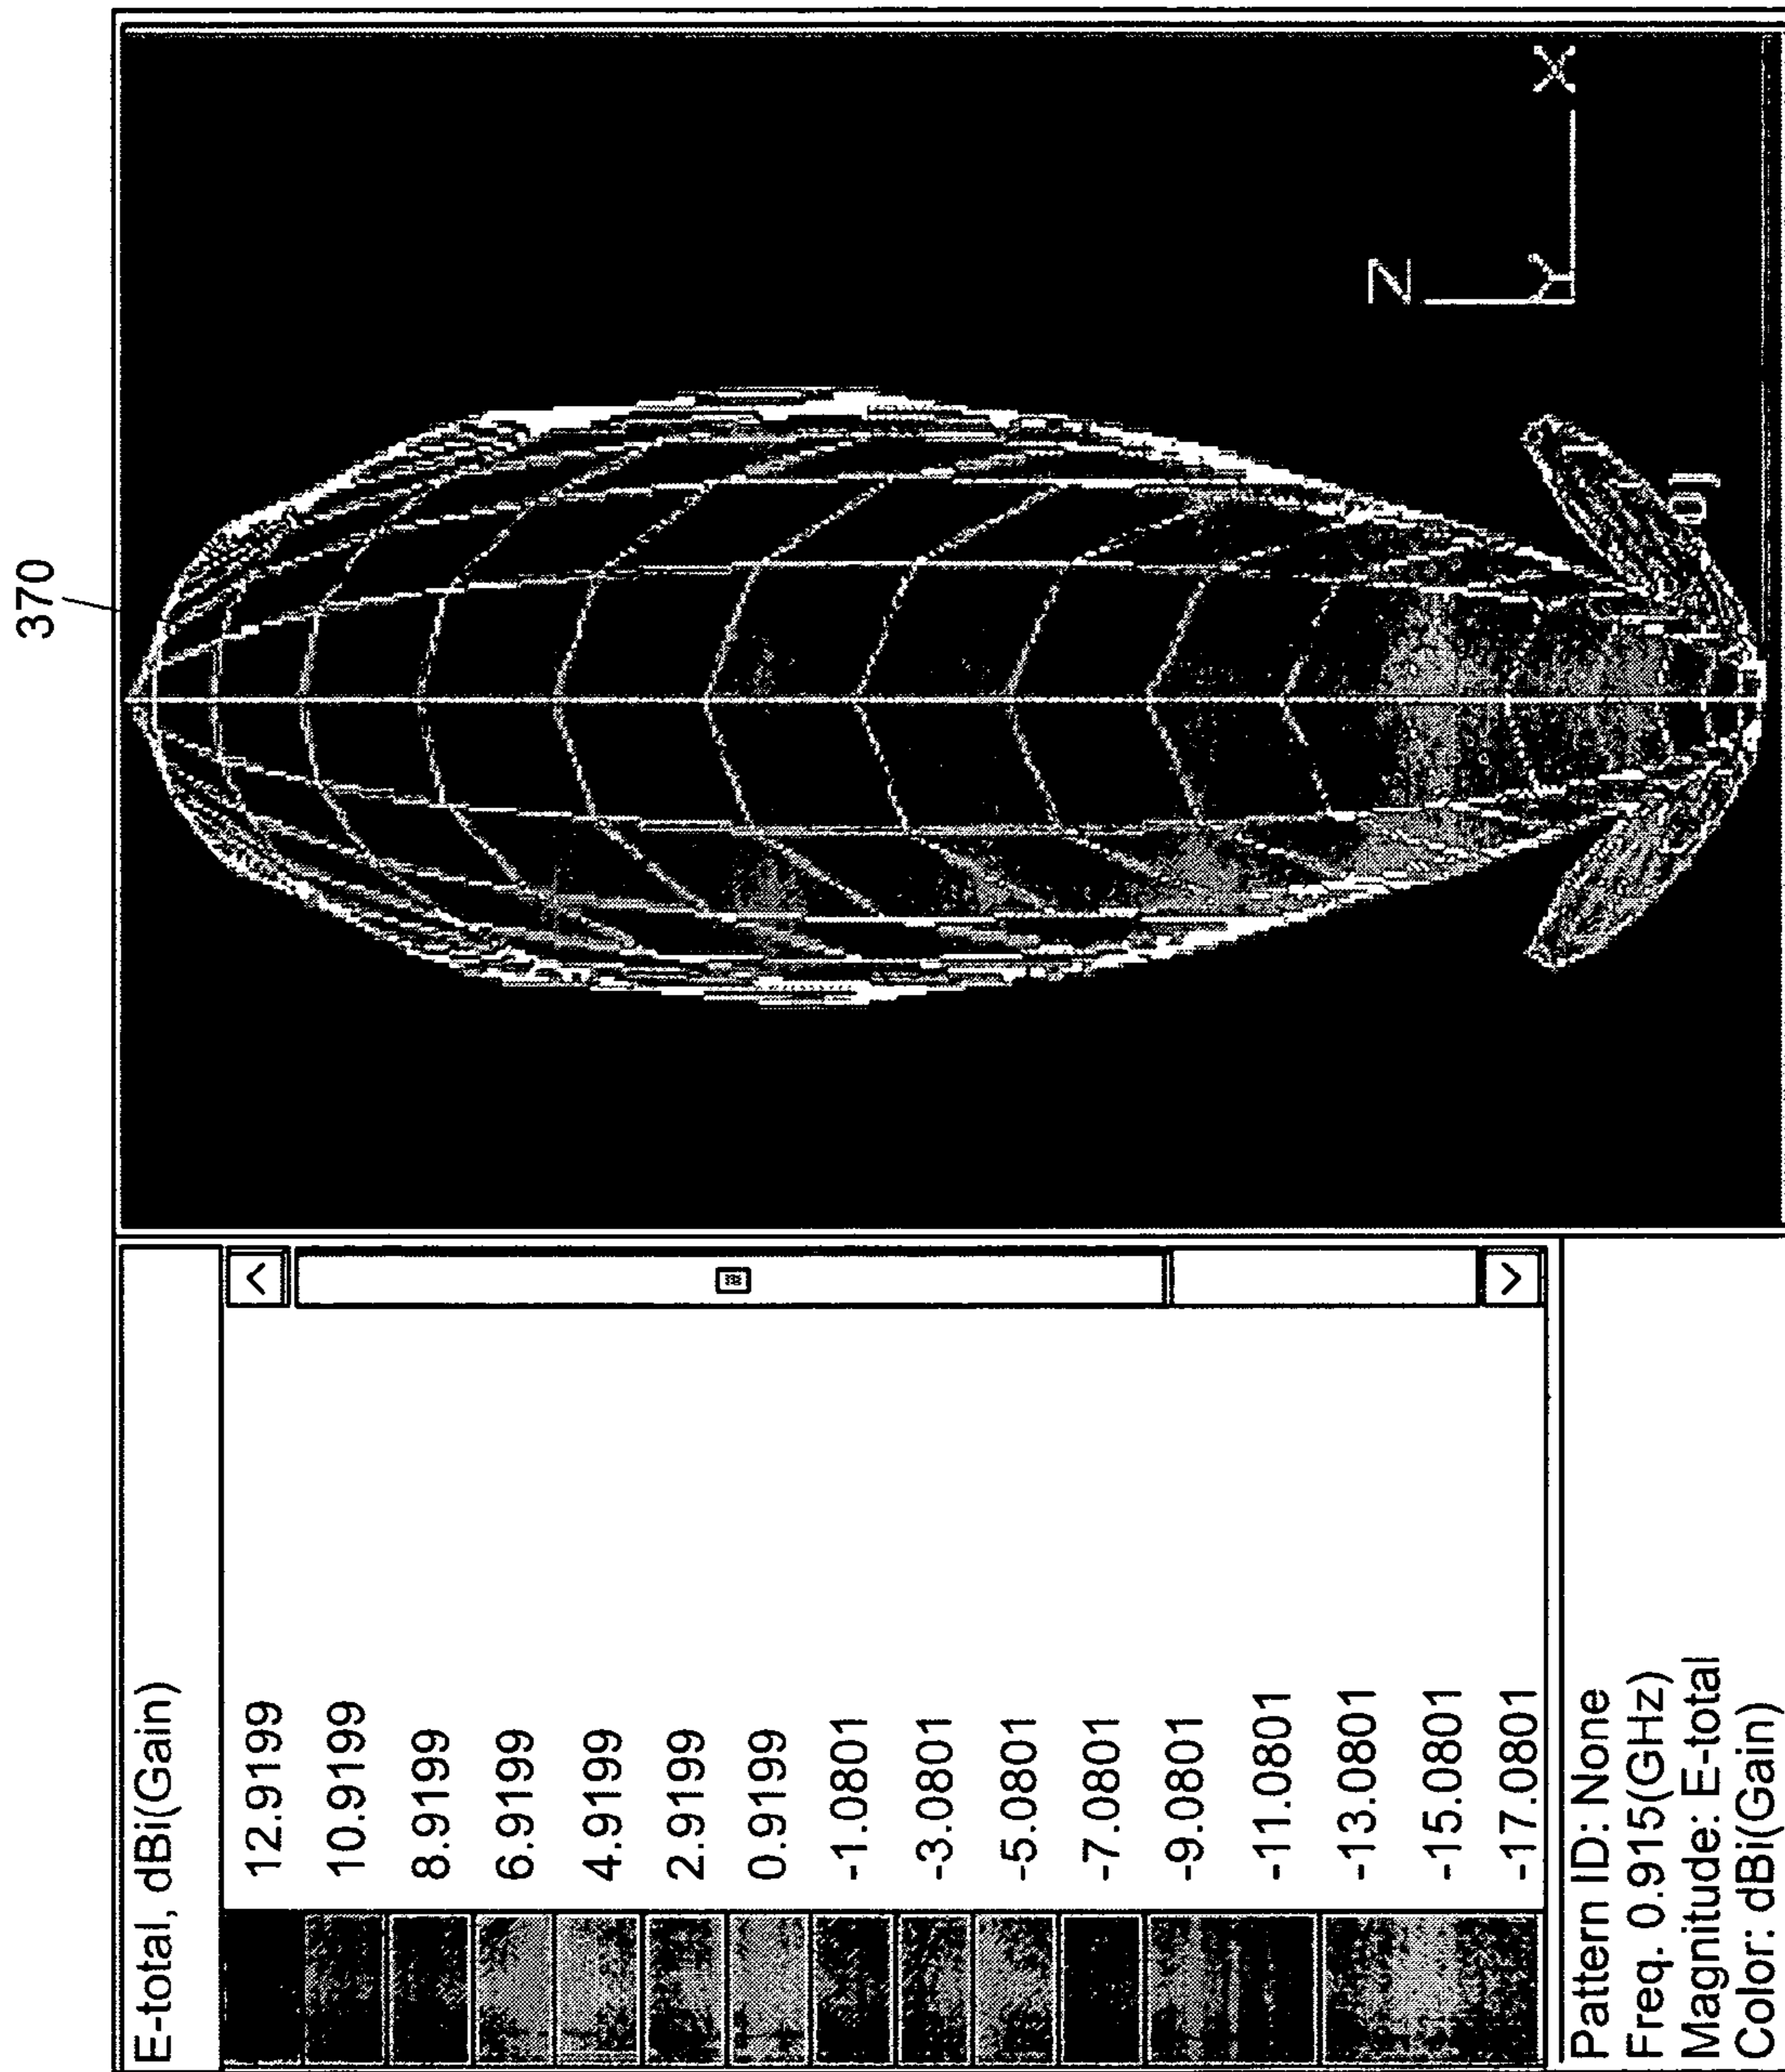 370
E-total, dBi(Gain)
12.9199
10.9199
8.9199
6.9199
4.9199
2.9199
0.9199
-1.0801
-3.0801
-5.0801
-7.0801
-9.0801
-11.0801
-13.0801
-15.0801
-17.0801
Pattern ID: None
Freq. 0.915(GHz)
Magnitude: E-total
Color: dBi(Gain)
Z
Y
X